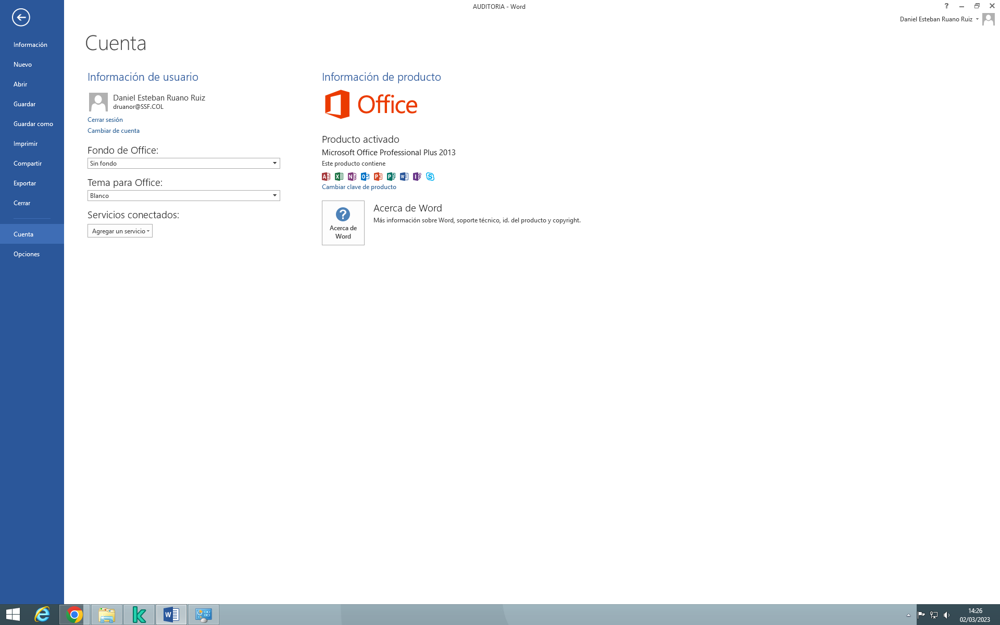 AUDITORIA - Word
Daniel Esteban Ruano Ruiz
Información
Nuevo
Abrir
Guardar
Guardar como
Imprimir
Compartir
Exportar
Cerrar
Cuenta
Opciones
Cuenta
Información de usuario
Daniel Esteban Ruano Ruiz
druanor@SSF.COL
Cerrar sesión
Cambiar de cuenta
Fondo de Office:
Sin fondo
Tema para Office:
Blanco
Servicios conectados:
Agregar un servicio
Información de producto
Office
Producto activado
Microsoft Office Professional Plus 2013
Este producto contiene
Cambiar clave de producto
Acerca de
Word
Acerca de Word
Más información sobre Word, soporte técnico, id. del producto y copyright.
14:26
02/03/2023